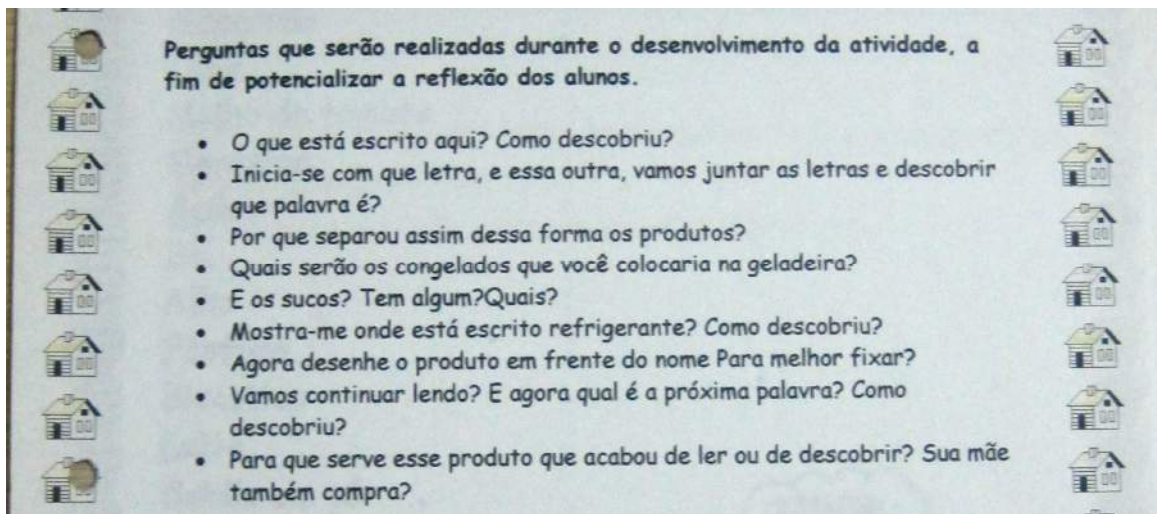 Perguntas que serão realizadas durante o desenvolvimento da atividade, a
fim de potencializar a reflexão dos alunos.
• O que está escrito aqui? Como descobriu?
• Inicia-se com que letra, e essa outra, vamos juntar as letras e descobrir
que palavra é?
• Por que separou assim dessa forma os produtos?
• Quais serão os congelados que você colocaria na geladeira?
• E os sucos? Tem algum?Quais?
• Mostra-me onde está escrito refrigerante? Como descobriu?
• Agora desenhe o produto em frente do nome Para melhor fixar?
• Vamos continuar lendo? E agora qual é a próxima palavra? Como
descobriu?
• Para que serve esse produto que acabou de ler ou de descobrir? Sua mãe
também compra?